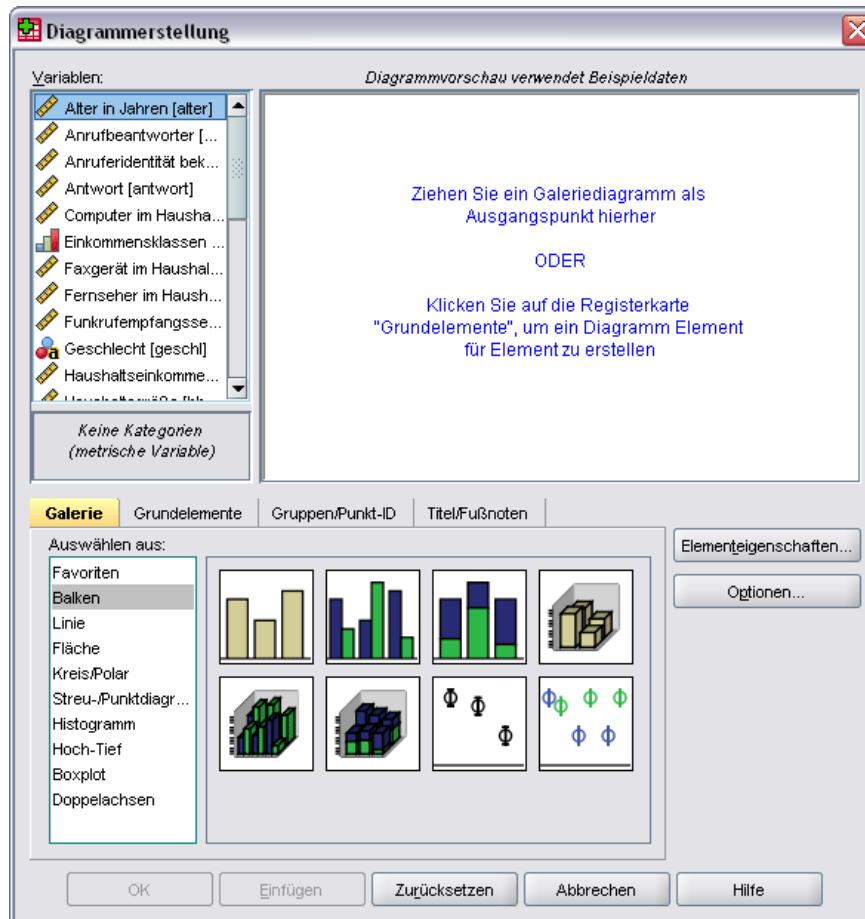 Diagrammerstellung
Variablen:
Diagrammvorschau verwendet Beispieldaten
Alter in Jahren [alter]
Anrufbeantworter [...
Anruferidentität bek...
Antwort [antwort]
Computer im Hausha...
Einkommensklassen ...
Faxgerät im Haushal...
Fernseher im Haush...
Funkrufempfangsse...
Geschlecht [geschl]
Haushaltseinkomme...
Keine Kategorien
(metrische Variable)
Ziehen Sie ein Galeriediagramm als
Ausgangspunkt hierher
ODER
Klicken Sie auf die Registerkarte
"Grundelemente", um ein Diagramm Element
für Element zu erstellen
Galerie
Grundelemente
Gruppen/Punkt-ID
Titel/Fußnoten
Auswählen aus:
Favoriten
Balken
Linie
Fläche
Kreis/Polar
Streu-/Punktdiagr...
Histogramm
Hoch-Tief
Boxplot
Doppelachsen
Elementeigenschaften...
Optionen...
OK
Einfügen
Zurücksetzen
Abbrechen
Hilfe